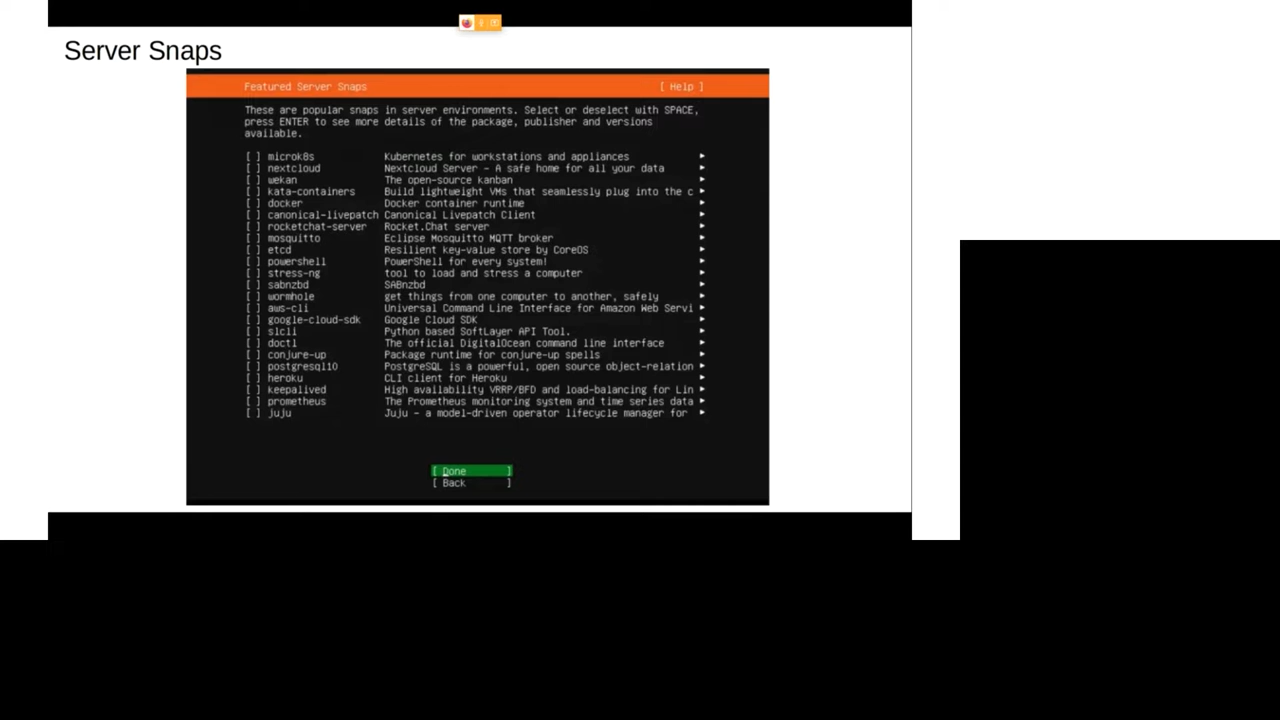 Server Snaps
Featured Server Snaps [ Help ]
These are popular snaps in server environments. Select or deselect with SPACE,
press ENTER to see more details of the package, publisher and versions
available.
[ ] microk8s Kubernetes for workstations and appliances ►
[ ] nextcloud Nextcloud Server - A safe home for all your data ►
[ ] wekan The open-source kanban ►
[ ] kata-containers Build lightweight VMs that seamlessly plug into the c ►
[ ] docker Docker container runtime ►
[ ] canonical-livepatch Canonical Livepatch Client ►
[ ] rocketchat-server Rocket.Chat server ►
[ ] mosquitto Eclipse Mosquitto MQTT broker ►
[ ] etcd Resilient key-value store by CoreOS ►
[ ] powershell PowerShell for every system! ►
[ ] stress-ng tool to load and stress a computer ►
[ ] sabnzbd SABnzbd ►
[ ] wormhole get things from one computer to another, safely ►
[ ] aws-cli Universal Command Line Interface for Amazon Web Servi ►
[ ] google-cloud-sdk Google Cloud SDK ►
[ ] slcli Python based SoftLayer API Tool. ►
[ ] doctl The official DigitalOcean command line interface ►
[ ] conjure-up Package runtime for conjure-up spells ►
[ ] postgresql10 PostgreSQL is a powerful, open source object-relation ►
[ ] heroku CLI client for Heroku ►
[ ] keepalived High availability VRRP/BFD and load-balancing for Lin ►
[ ] prometheus The Prometheus monitoring system and time series data ►
[ ] juju Juju - a model-driven operator lifecycle manager for ►
[ Done ]
[ Back ]